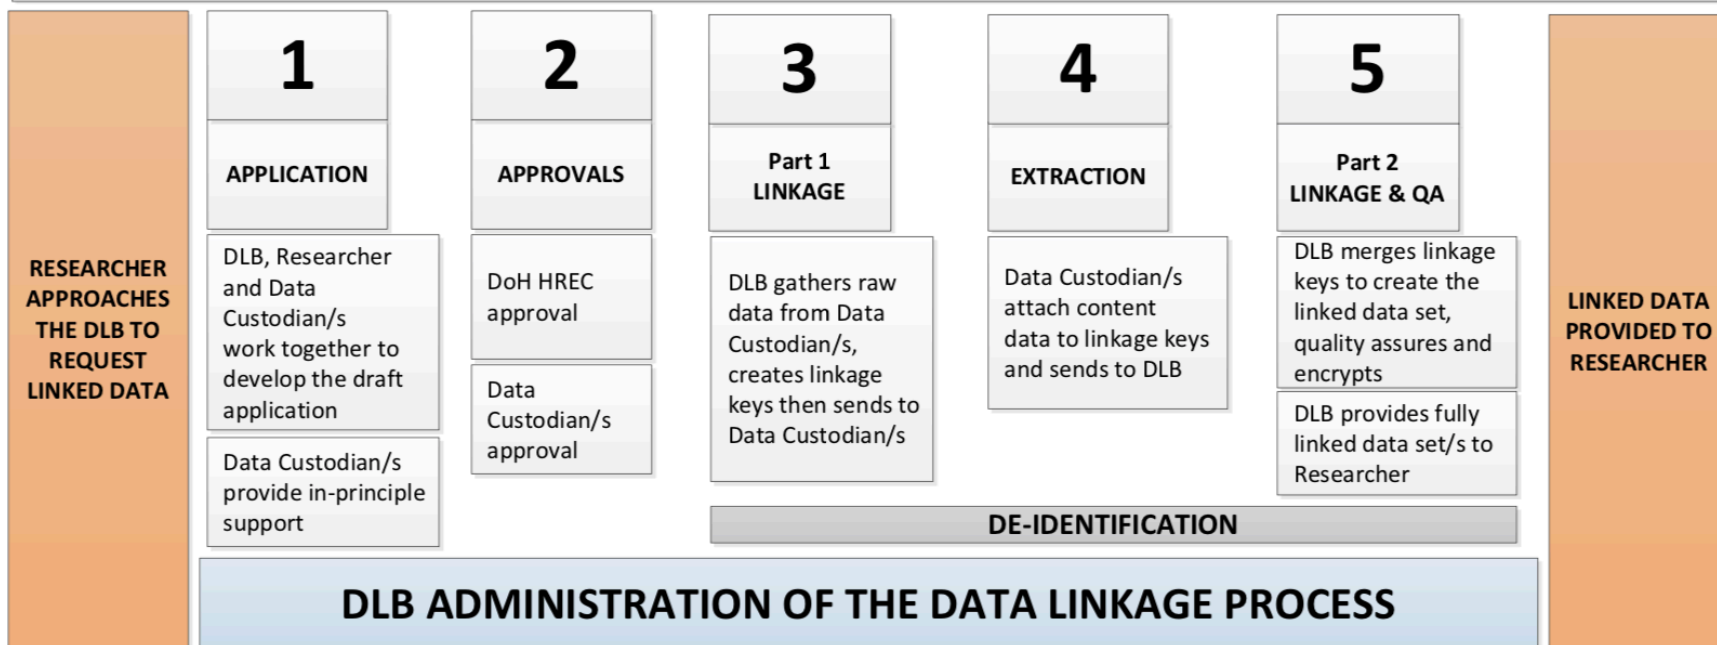 RESEARCHER
APPROACHES
THE DLB TO
REQUEST
LINKED DATA
1
APPLICATION
DLB, Researcher
and Data
Custodian/s
work together to
develop the draft
application
Data Custodian/s
provide in-principle
support
2
APPROVALS
DoH HREC
approval
Data
Custodian/s
approval
3
Part 1
LINKAGE
DLB gathers raw
data from Data
Custodian/s,
creates linkage
keys then sends to
Data Custodian/s
4
EXTRACTION
Data Custodian/s
attach content
data to linkage keys
and sends to DLB
5
Part 2
LINKAGE & QA
DLB merges linkage
keys to create the
linked data set,
quality assures and
encrypts
DLB provides fully
linked data set/s to
Researcher
DE-IDENTIFICATION
LINKED DATA
PROVIDED TO
RESEARCHER
DLB ADMINISTRATION OF THE DATA LINKAGE PROCESS